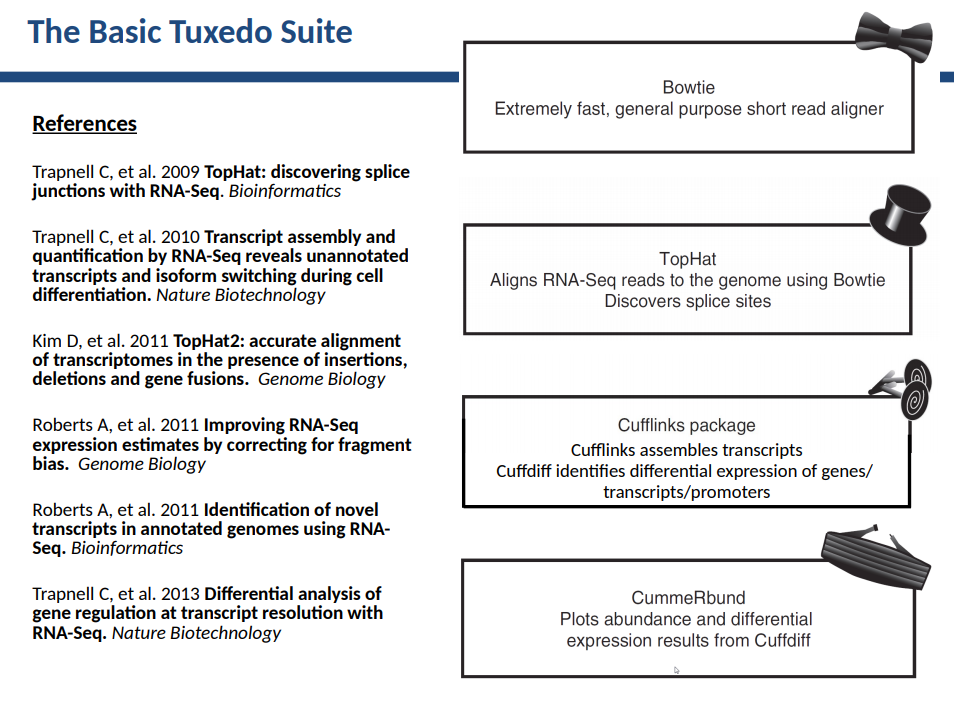 The Basic Tuxedo Suite
References
Trapnell C, et al. 2009 TopHat: discovering splice
junctions with RNA-Seq. Bioinformatics
Trapnell C, et al. 2010 Transcript assembly and
quantification by RNA-Seq reveals unannotated
transcripts and isoform switching during cell
differentiation. Nature Biotechnology
Kim D, et al. 2011 TopHat2: accurate alignment
of transcriptomes in the presence of insertions,
deletions and gene fusions. Genome Biology
Roberts A, et al. 2011 Improving RNA-Seq
expression estimates by correcting for fragment
bias. Genome Biology
Roberts A, et al. 2011 Identification of novel
transcripts in annotated genomes using RNA-
Seq. Bioinformatics
Trapnell C, et al. 2013 Differential analysis of
gene regulation at transcript resolution with
RNA-Seq. Nature Biotechnology
Bowtie
Extremely fast, general purpose short read aligner
TopHat
Aligns RNA-Seq reads to the genome using Bowtie
Discovers splice sites
Cufflinks package
Cufflinks assembles transcripts
Cuffdiff identifies differential expression of genes/
transcripts/promoters
CummeRbund
Plots abundance and differential
expression results from Cuffdiff